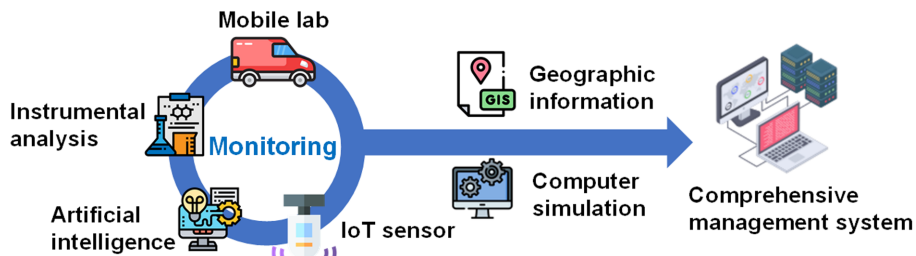 Mobile lab
Instrumental
analysis
Monitoring
Artificial
intelligence
IoT sensor
GIS
Geographic
information
Computer
simulation
Comprehensive
management system